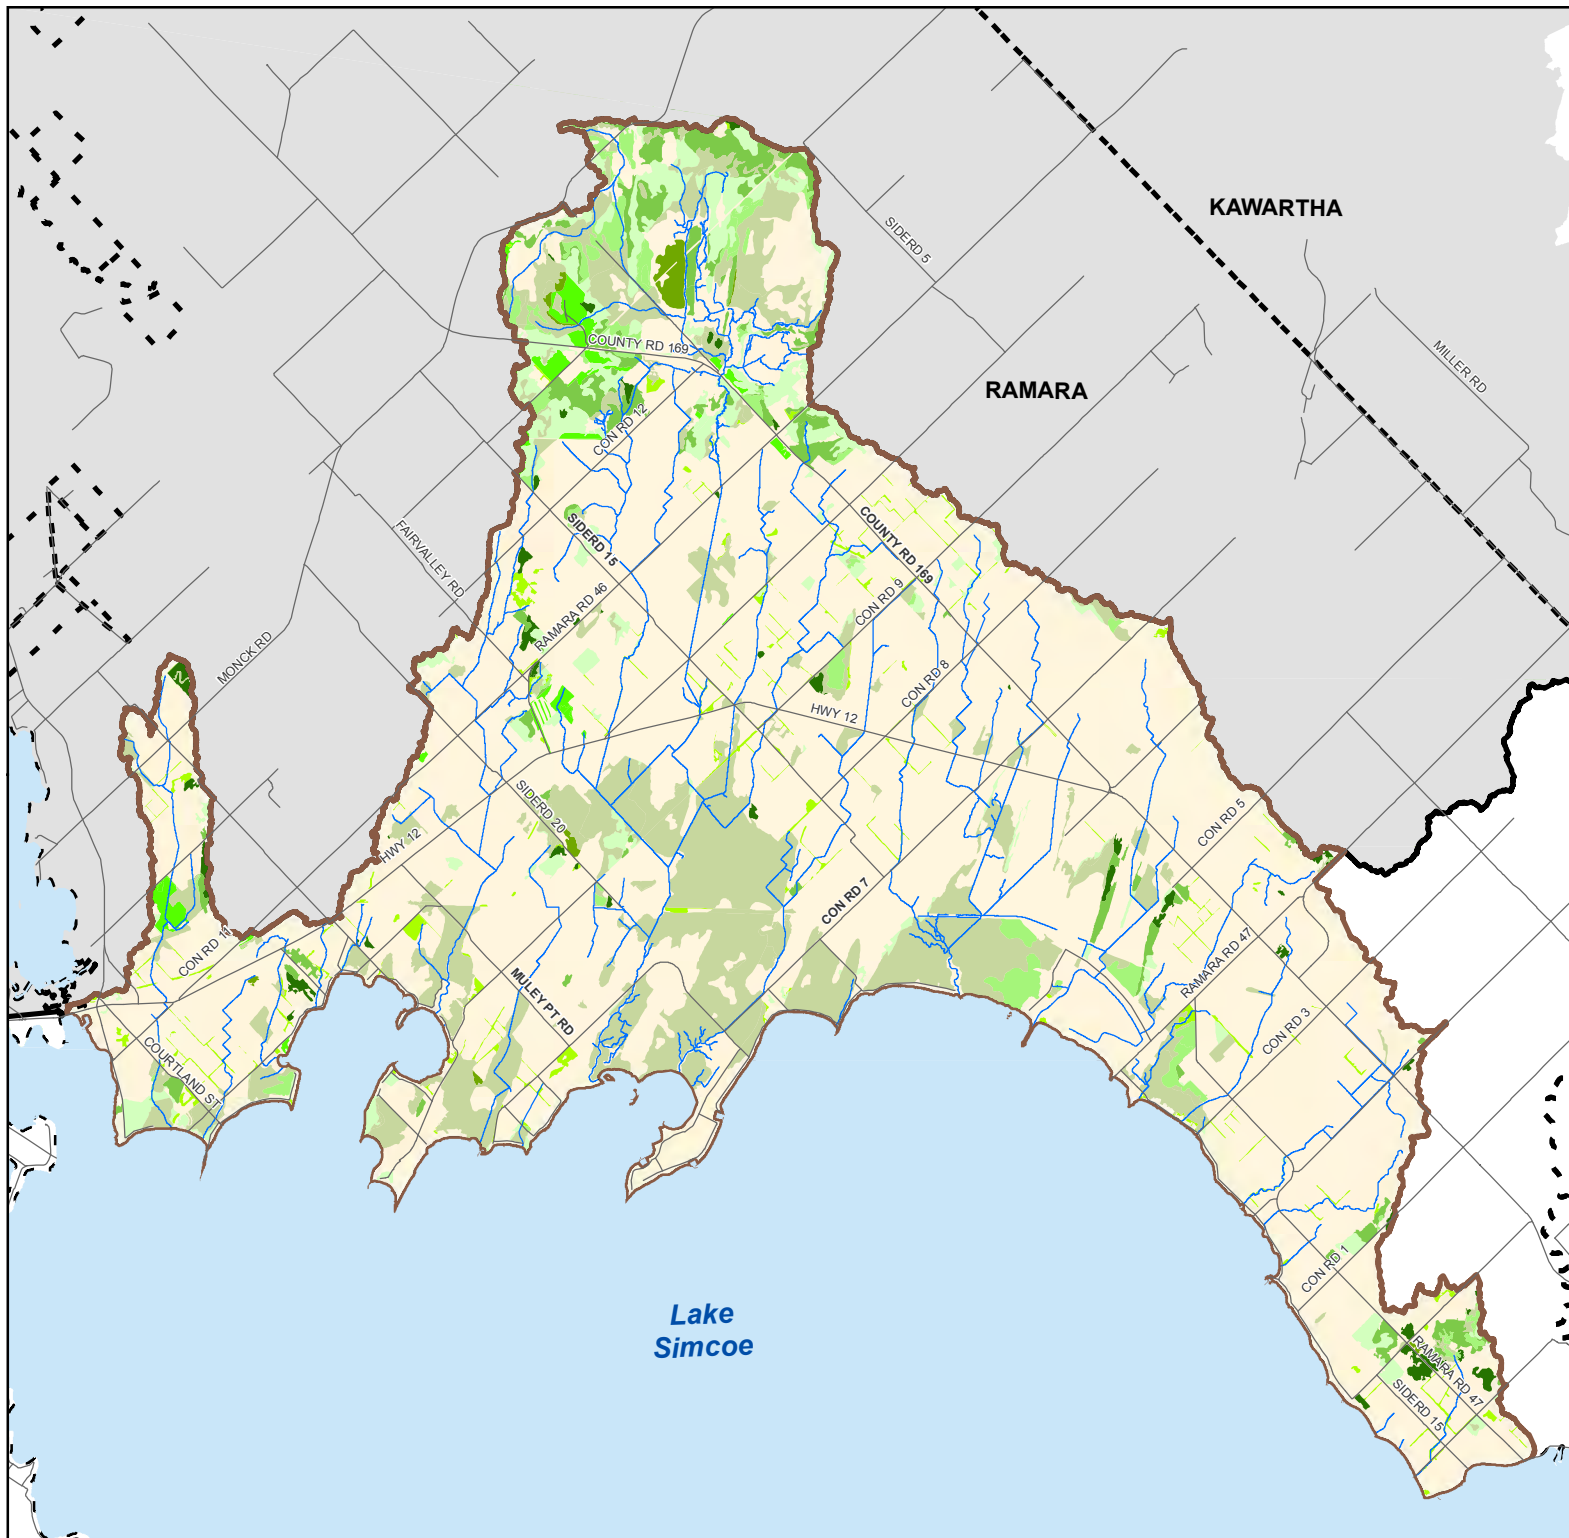 KAWARTHA
SIDERD 5
COUNTY RD 169
MILLER RD
RAMARA
CON RD 12
SIDERD 15
COUNTY RD 169
FAIRVALLEY RD
RAMARA RD 46
CON RD 9
MONCK RD
CON RD 8
HWY 12
SIDERD 20
CON RD 5
HWY 12
CON RD 7
CON RD 11
RAMARA RD 47
MULEY PT RD
CON RD 3
COURTLAND ST
CON RD 1
Lake
Simcoe
RAMARA RD 47
SIDERD 15